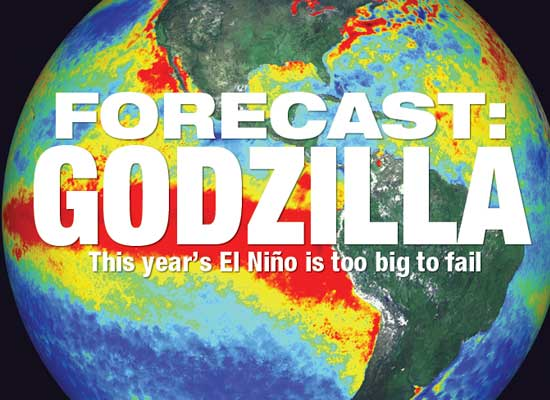 FORECAST:
GODZILLA
This year's El Niño is too big to fail